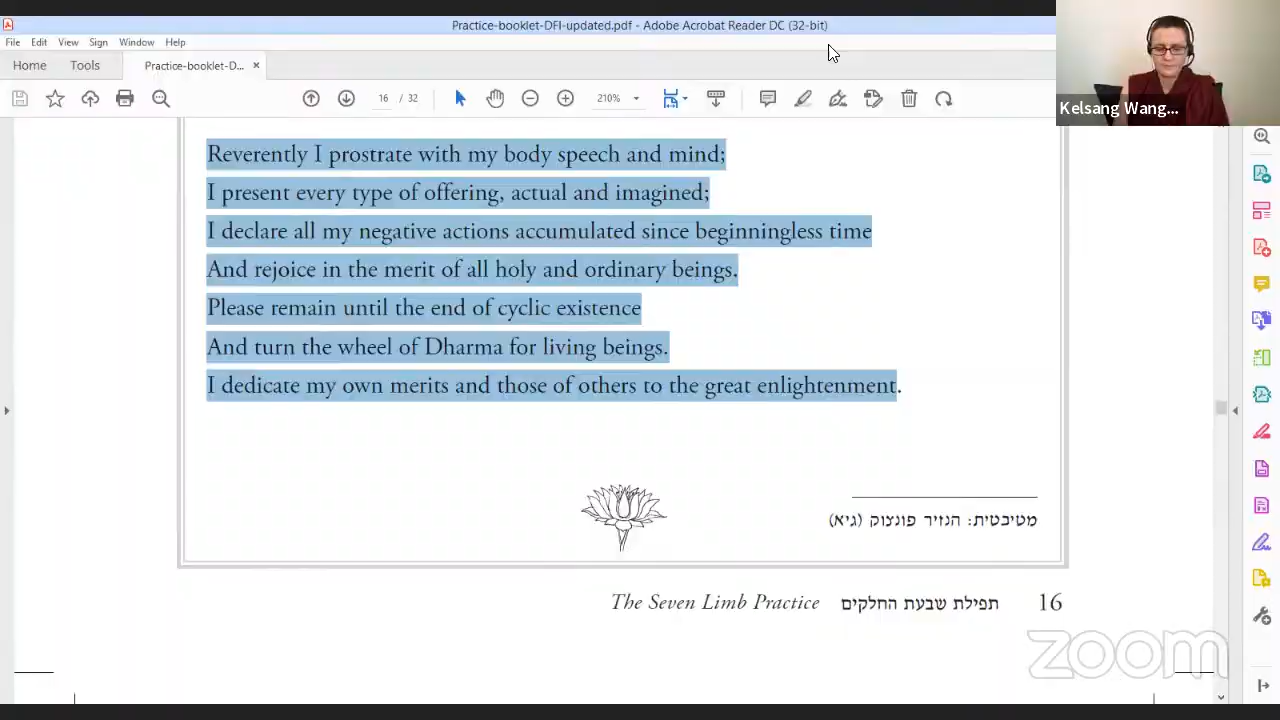 Practice-booklet-DFI-updated.pdf - Adobe Acrobat Reader DC (32-bit)
File Edit View Sign Window Help
Home Tools Practice-booklet-D... ×
16 / 32 210%
Kelsang Wang...
Reverently I prostrate with my body speech and mind;
I present every type of offering, actual and imagined;
I declare all my negative actions accumulated since beginningless time
And rejoice in the merit of all holy and ordinary beings.
Please remain until the end of cyclic existence
And turn the wheel of Dharma for living beings.
I dedicate my own merits and those of others to the great enlightenment.
מטיבטית: הנזיר פונצוק (גיא)
The Seven Limb Practice תפילת שבעת החלקים 16
zoom